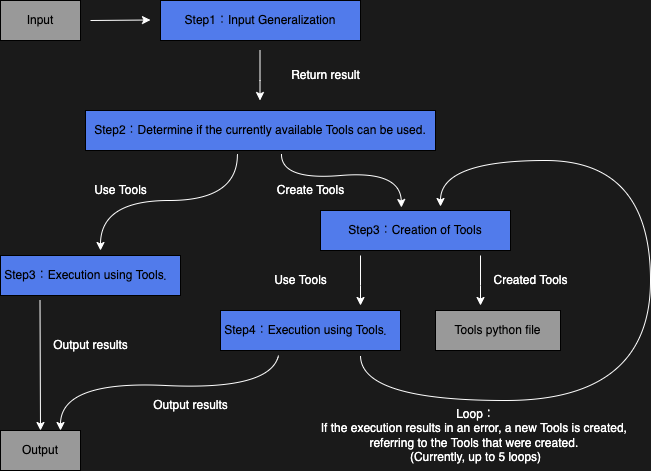 Input
Step1：Input Generalization
Return result
Step2：Determine if the currently available Tools can be used.
Use Tools
Create Tools
Step3：Creation of Tools
Step3：Execution using Tools.
Use Tools
Created Tools
Step4：Execution using Tools.
Tools python file
Output results
Output results
Loop：
If the execution results in an error, a new Tools is created,
referring to the Tools that were created.
(Currently, up to 5 loops)
Output